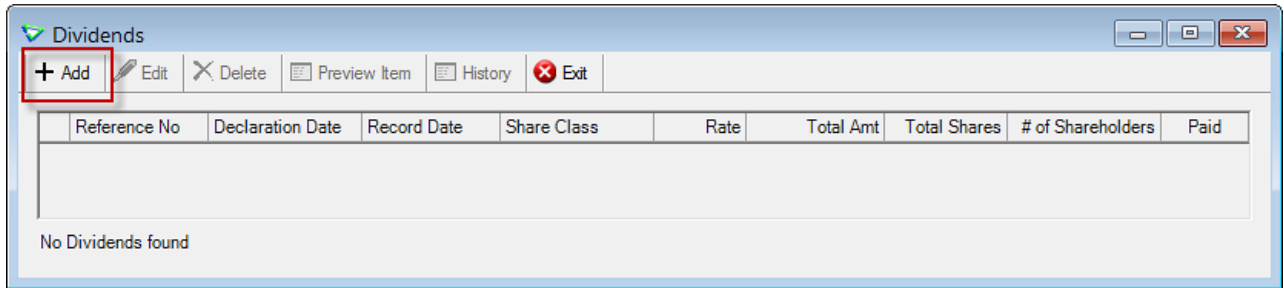 Dividends
Add Edit Delete Preview Item History Exit
Reference No Declaration Date Record Date Share Class Rate Total Amt Total Shares # of Shareholders Paid
No Dividends found